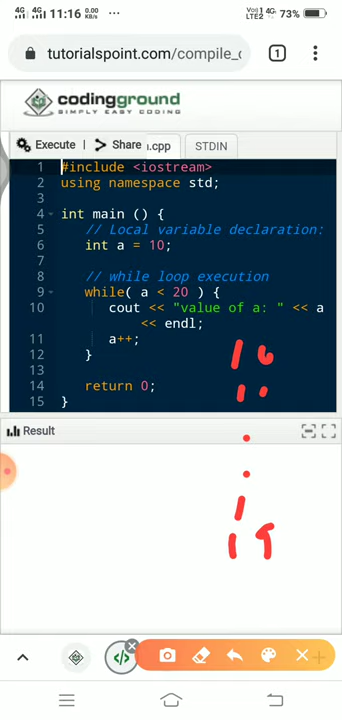 4G 4G 11:16 0.00 KB/s ... Vo)) 1 LTE2 4G 73%
tutorialspoint.com/compile_c 1
codingground
SIMPLY EASY CODING
Execute | > Share ).cpp STDIN
1 #include <iostream>
2 using namespace std;
3
4 int main () {
5 // Local variable declaration:
6 int a = 10;
7
8 // while loop execution
9 while( a < 20 ) {
10 cout << "value of a: " << a
<< endl;
11 a++;
12 }
13
14 return 0;
15 }
Result
19